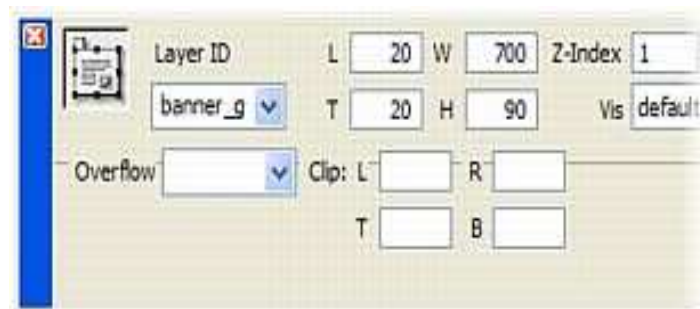 Layer ID L 20 W 700 Z-Index 1
banner_g T 20 H 90 Vis default
Overflow Clip: L R
T B